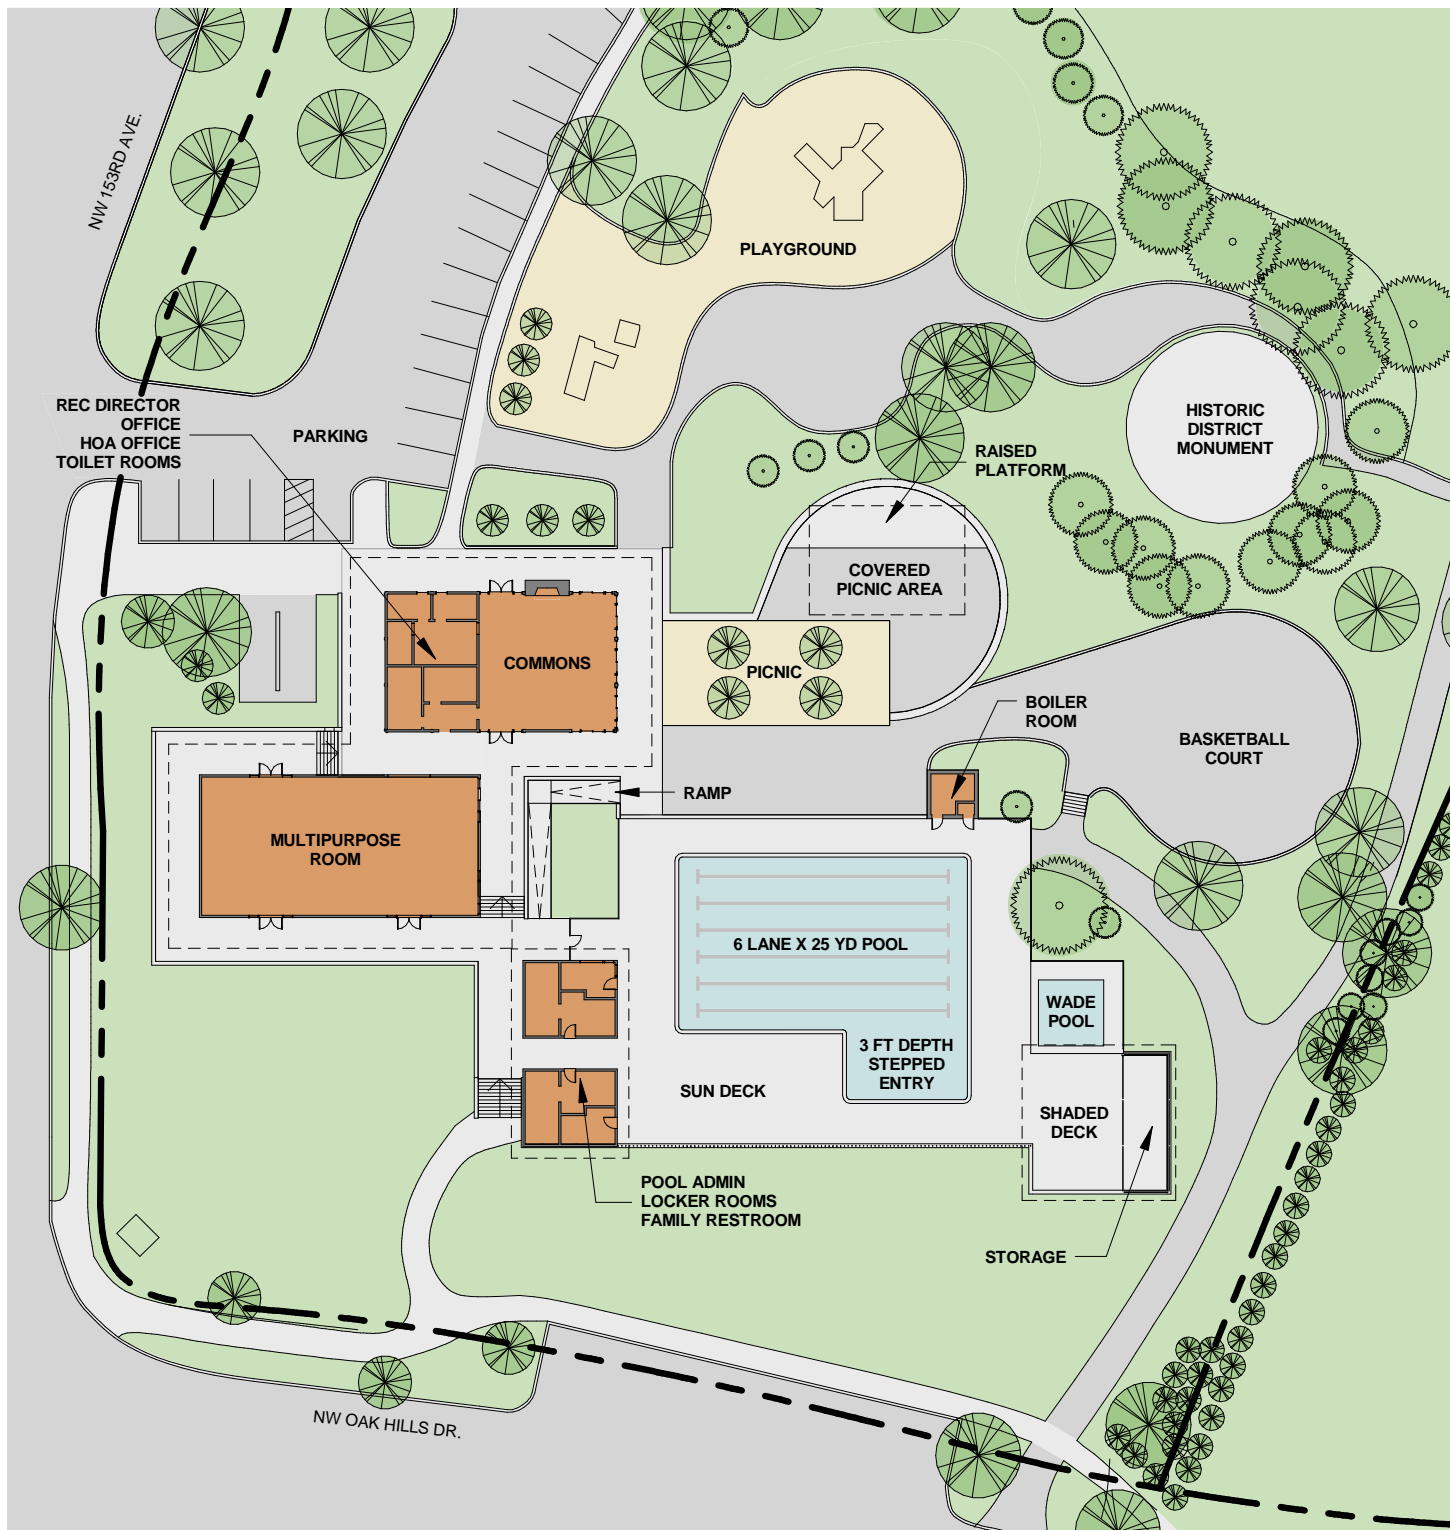 NW 153RD AVE.
PLAYGROUND
REC DIRECTOR
OFFICE
HOA OFFICE
TOILET ROOMS
PARKING
HISTORIC
DISTRICT
MONUMENT
RAISED
PLATFORM
COVERED
PICNIC AREA
COMMONS
PICNIC
BOILER
ROOM
BASKETBALL
COURT
RAMP
MULTIPURPOSE
ROOM
6 LANE X 25 YD POOL
WADE
POOL
3 FT DEPTH
STEPPED
ENTRY
SUN DECK
SHADED
DECK
POOL ADMIN
LOCKER ROOMS
FAMILY RESTROOM
STORAGE
NW OAK HILLS DR.